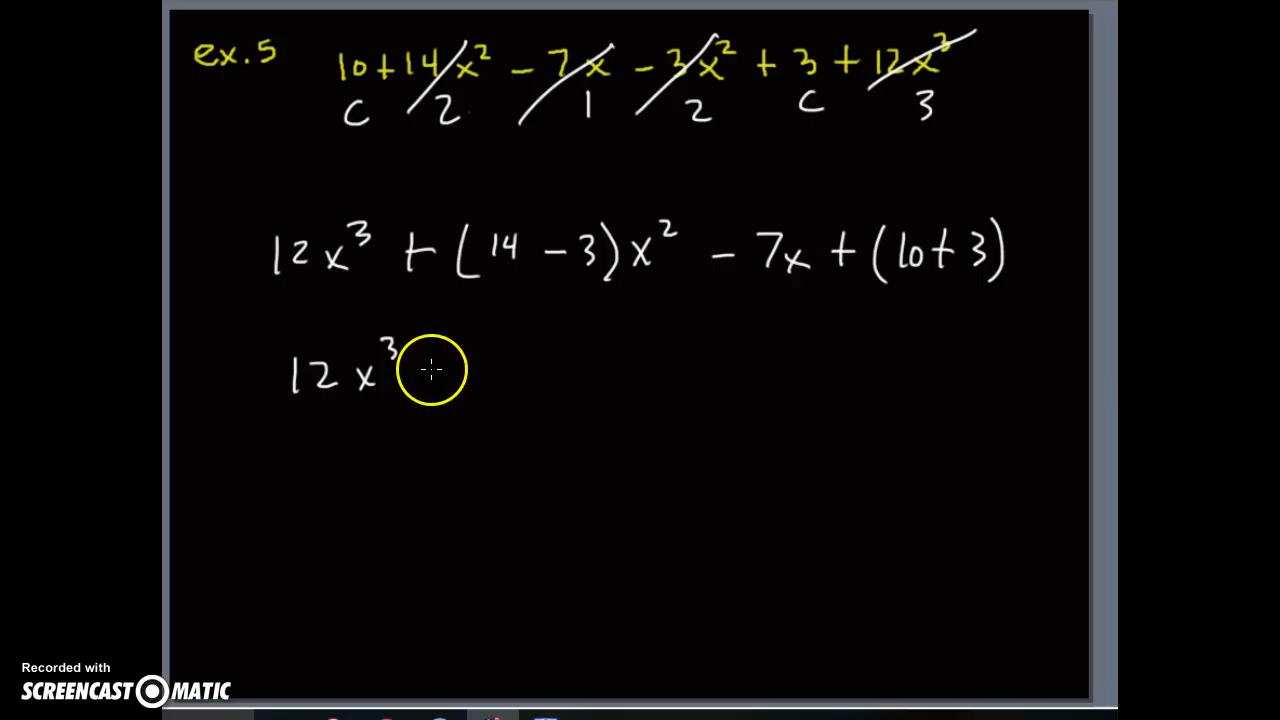 ex.5 10 + 14x² - 7x - 3x² + 3 + 12x³
C 2 1 2 C 3
12x³ + (14 - 3)x² - 7x + (10 + 3)
12x³
Recorded with
SCREENCAST MATIC